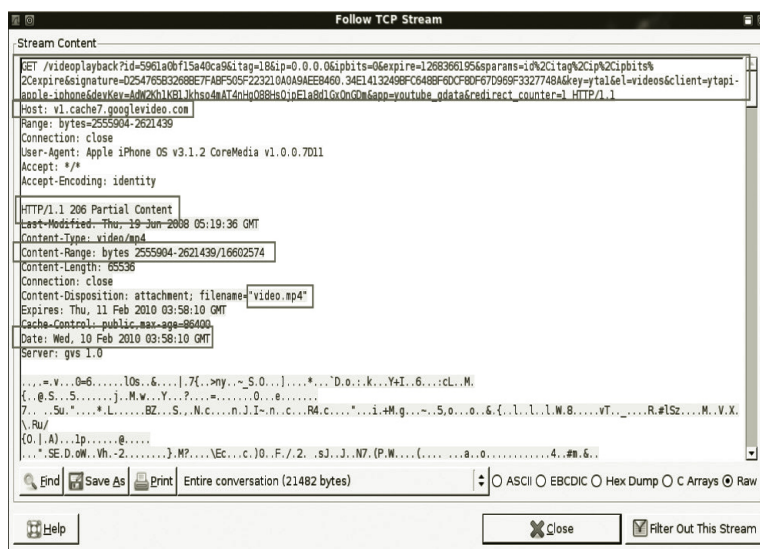 Follow TCP Stream
Stream Content
GET /videoplayback?id=5961a0bf15a40ca9&itag=18&ip=0.0.0.0&ipbits=0&expire=1268366195&sparams=id%2Citag%2Cip%2Cipbits%
2Cexpire&signature=D254765B3268BE7FABF505F223210A0A9AEE8460.34E1413249BFC648BF6DCF8DF67D969F3327748A&key=yta1&el=videos&client=ytapi-
apple-iphone&devKey=AdW2Kh1KB1Jkhso4mAT4nHgO8BHsOjpE1a8d1GxOnGDm&app=youtube_gdata&redirect_counter=1 HTTP/1.1
Host: v1.cache7.googlevideo.com
Range: bytes=2555904-2621439
Connection: close
User-Agent: Apple iPhone OS v3.1.2 CoreMedia v1.0.0.7D11
Accept: */*
Accept-Encoding: identity
HTTP/1.1 206 Partial Content
Last-Modified: Thu, 19 Jun 2008 05:19:36 GMT
Content-Type: video/mp4
Content-Range: bytes 2555904-2621439/16602574
Content-Length: 65536
Connection: close
Content-Disposition: attachment; filename="video.mp4"
Expires: Thu, 11 Feb 2010 03:58:10 GMT
Cache-Control: public,max-age=86400
Date: Wed, 10 Feb 2010 03:58:10 GMT
Server: gvs 1.0
Find Save As Print Entire conversation (21482 bytes) ASCII EBCDIC Hex Dump C Arrays Raw
Help Close Filter Out This Stream